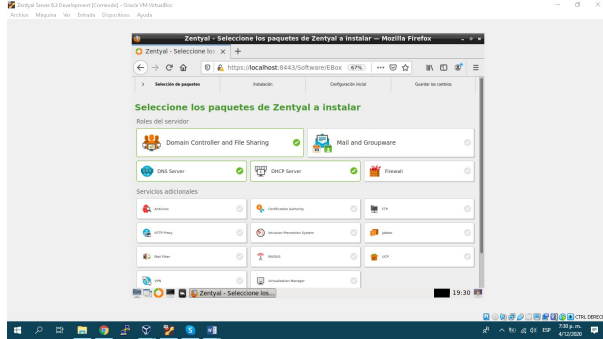 Zentyal Server 6.2 Development [Corriendo] - Oracle VM VirtualBox
Archivo Máquina Ver Entrada Dispositivos Ayuda
Zentyal - Seleccione los paquetes de Zentyal a instalar — Mozilla Firefox
Zentyal - Seleccione los
https://localhost:8443/Software/EBox 67%
Selección de paquetes Instalación Configuración inicial Guardar los cambios
Seleccione los paquetes de Zentyal a instalar
Roles del servidor
Domain Controller and File Sharing Mail and Groupware
DNS Server DHCP Server Firewall
Servicios adicionales
Antivirus Certification Authority FTP
HTTP Proxy Intrusion Prevention System Jabber
Mail Filter RADIUS UCP
VPN Virtualization Manager
Zentyal - Seleccione los... 19:30
CTRL DERECHO
ESP 7:30 p. m.
4/12/2020